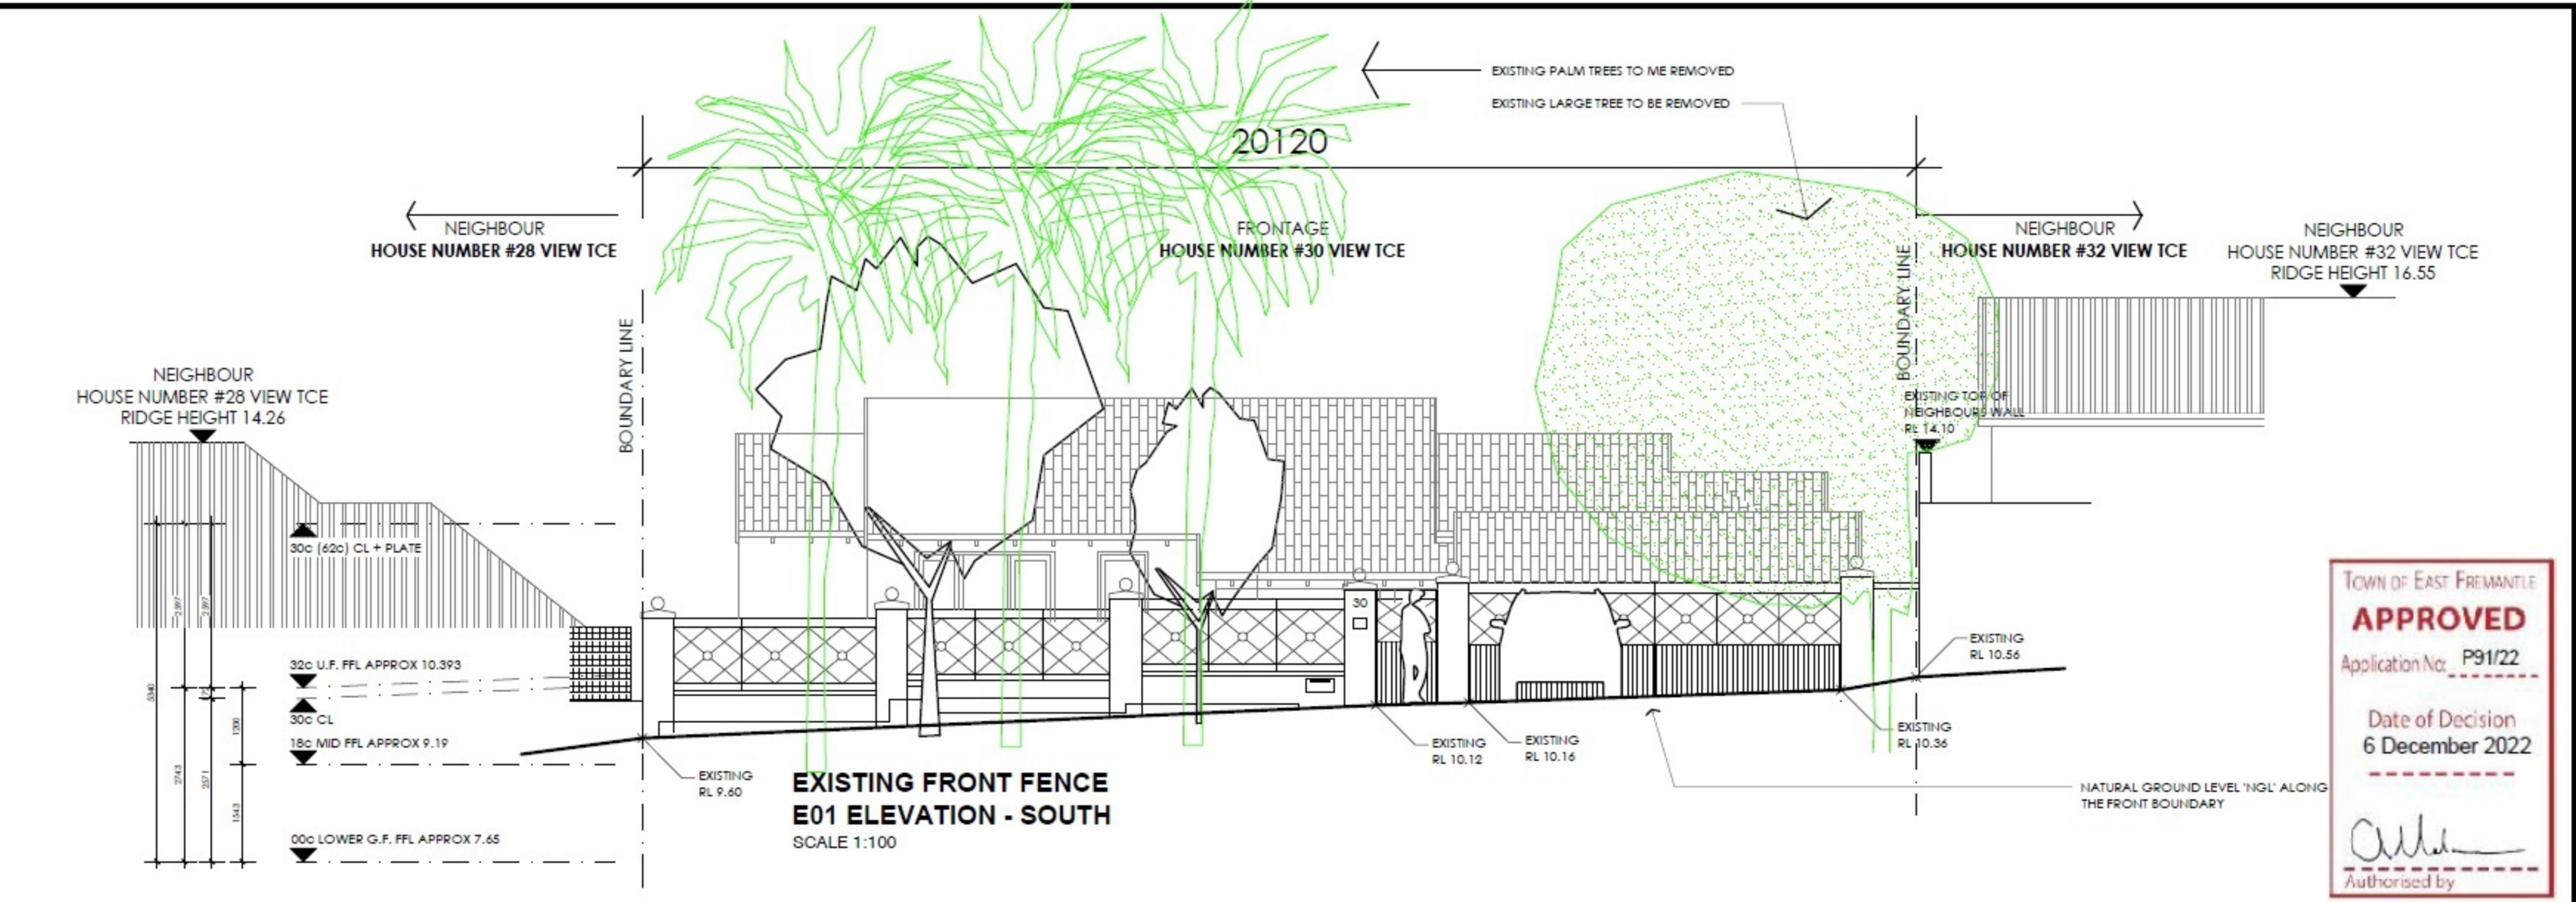 EXISTING PALM TREES TO ME REMOVED
EXISTING LARGE TREE TO BE REMOVED
20120
NEIGHBOUR
HOUSE NUMBER #28 VIEW TCE
FRONTAGE
HOUSE NUMBER #30 VIEW TCE
NEIGHBOUR
HOUSE NUMBER #32 VIEW TCE
NEIGHBOUR
HOUSE NUMBER #32 VIEW TCE
RIDGE HEIGHT 16.55
BOUNDARY LINE
BOUNDARY LINE
NEIGHBOUR
HOUSE NUMBER #28 VIEW TCE
RIDGE HEIGHT 14.26
EXISTING TOP OF
NEIGHBOURS WALL
RL 14.10
30c (62c) CL + PLATE
2597
2597
32c U.F. FFL APPROX 10.393
30c CL
18c MID FFL APPROX 9.19
00c LOWER G.F. FFL APPROX 7.65
5340
2743
2571
1200
1543
30
EXISTING
RL 9.60
EXISTING
RL 10.12
EXISTING
RL 10.16
EXISTING
RL 10.36
EXISTING
RL 10.56
NATURAL GROUND LEVEL 'NGL' ALONG
THE FRONT BOUNDARY
EXISTING FRONT FENCE
E01 ELEVATION - SOUTH
SCALE 1:100
TOWN OF EAST FREMANTLE
APPROVED
Application No: P91/22
Date of Decision
6 December 2022
Authorised by